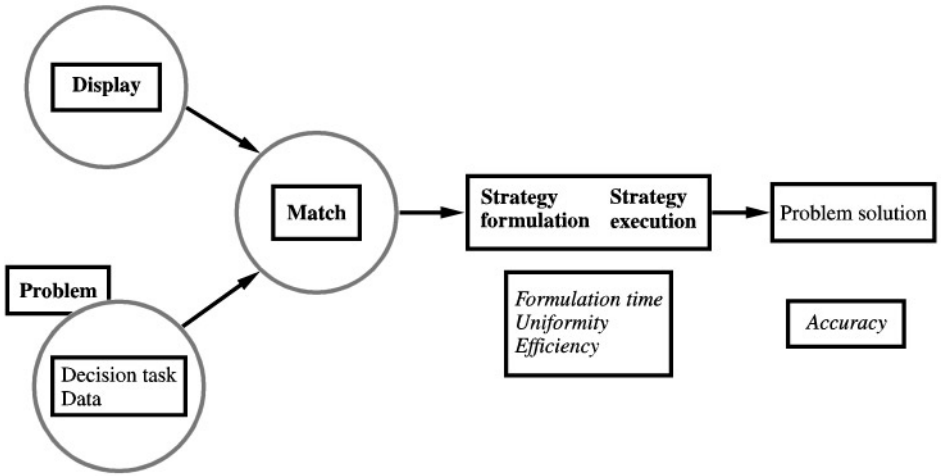 Display
Match
Strategy formulation
Strategy execution
Problem solution
Problem
Decision task
Data
Formulation time
Uniformity
Efficiency
Accuracy